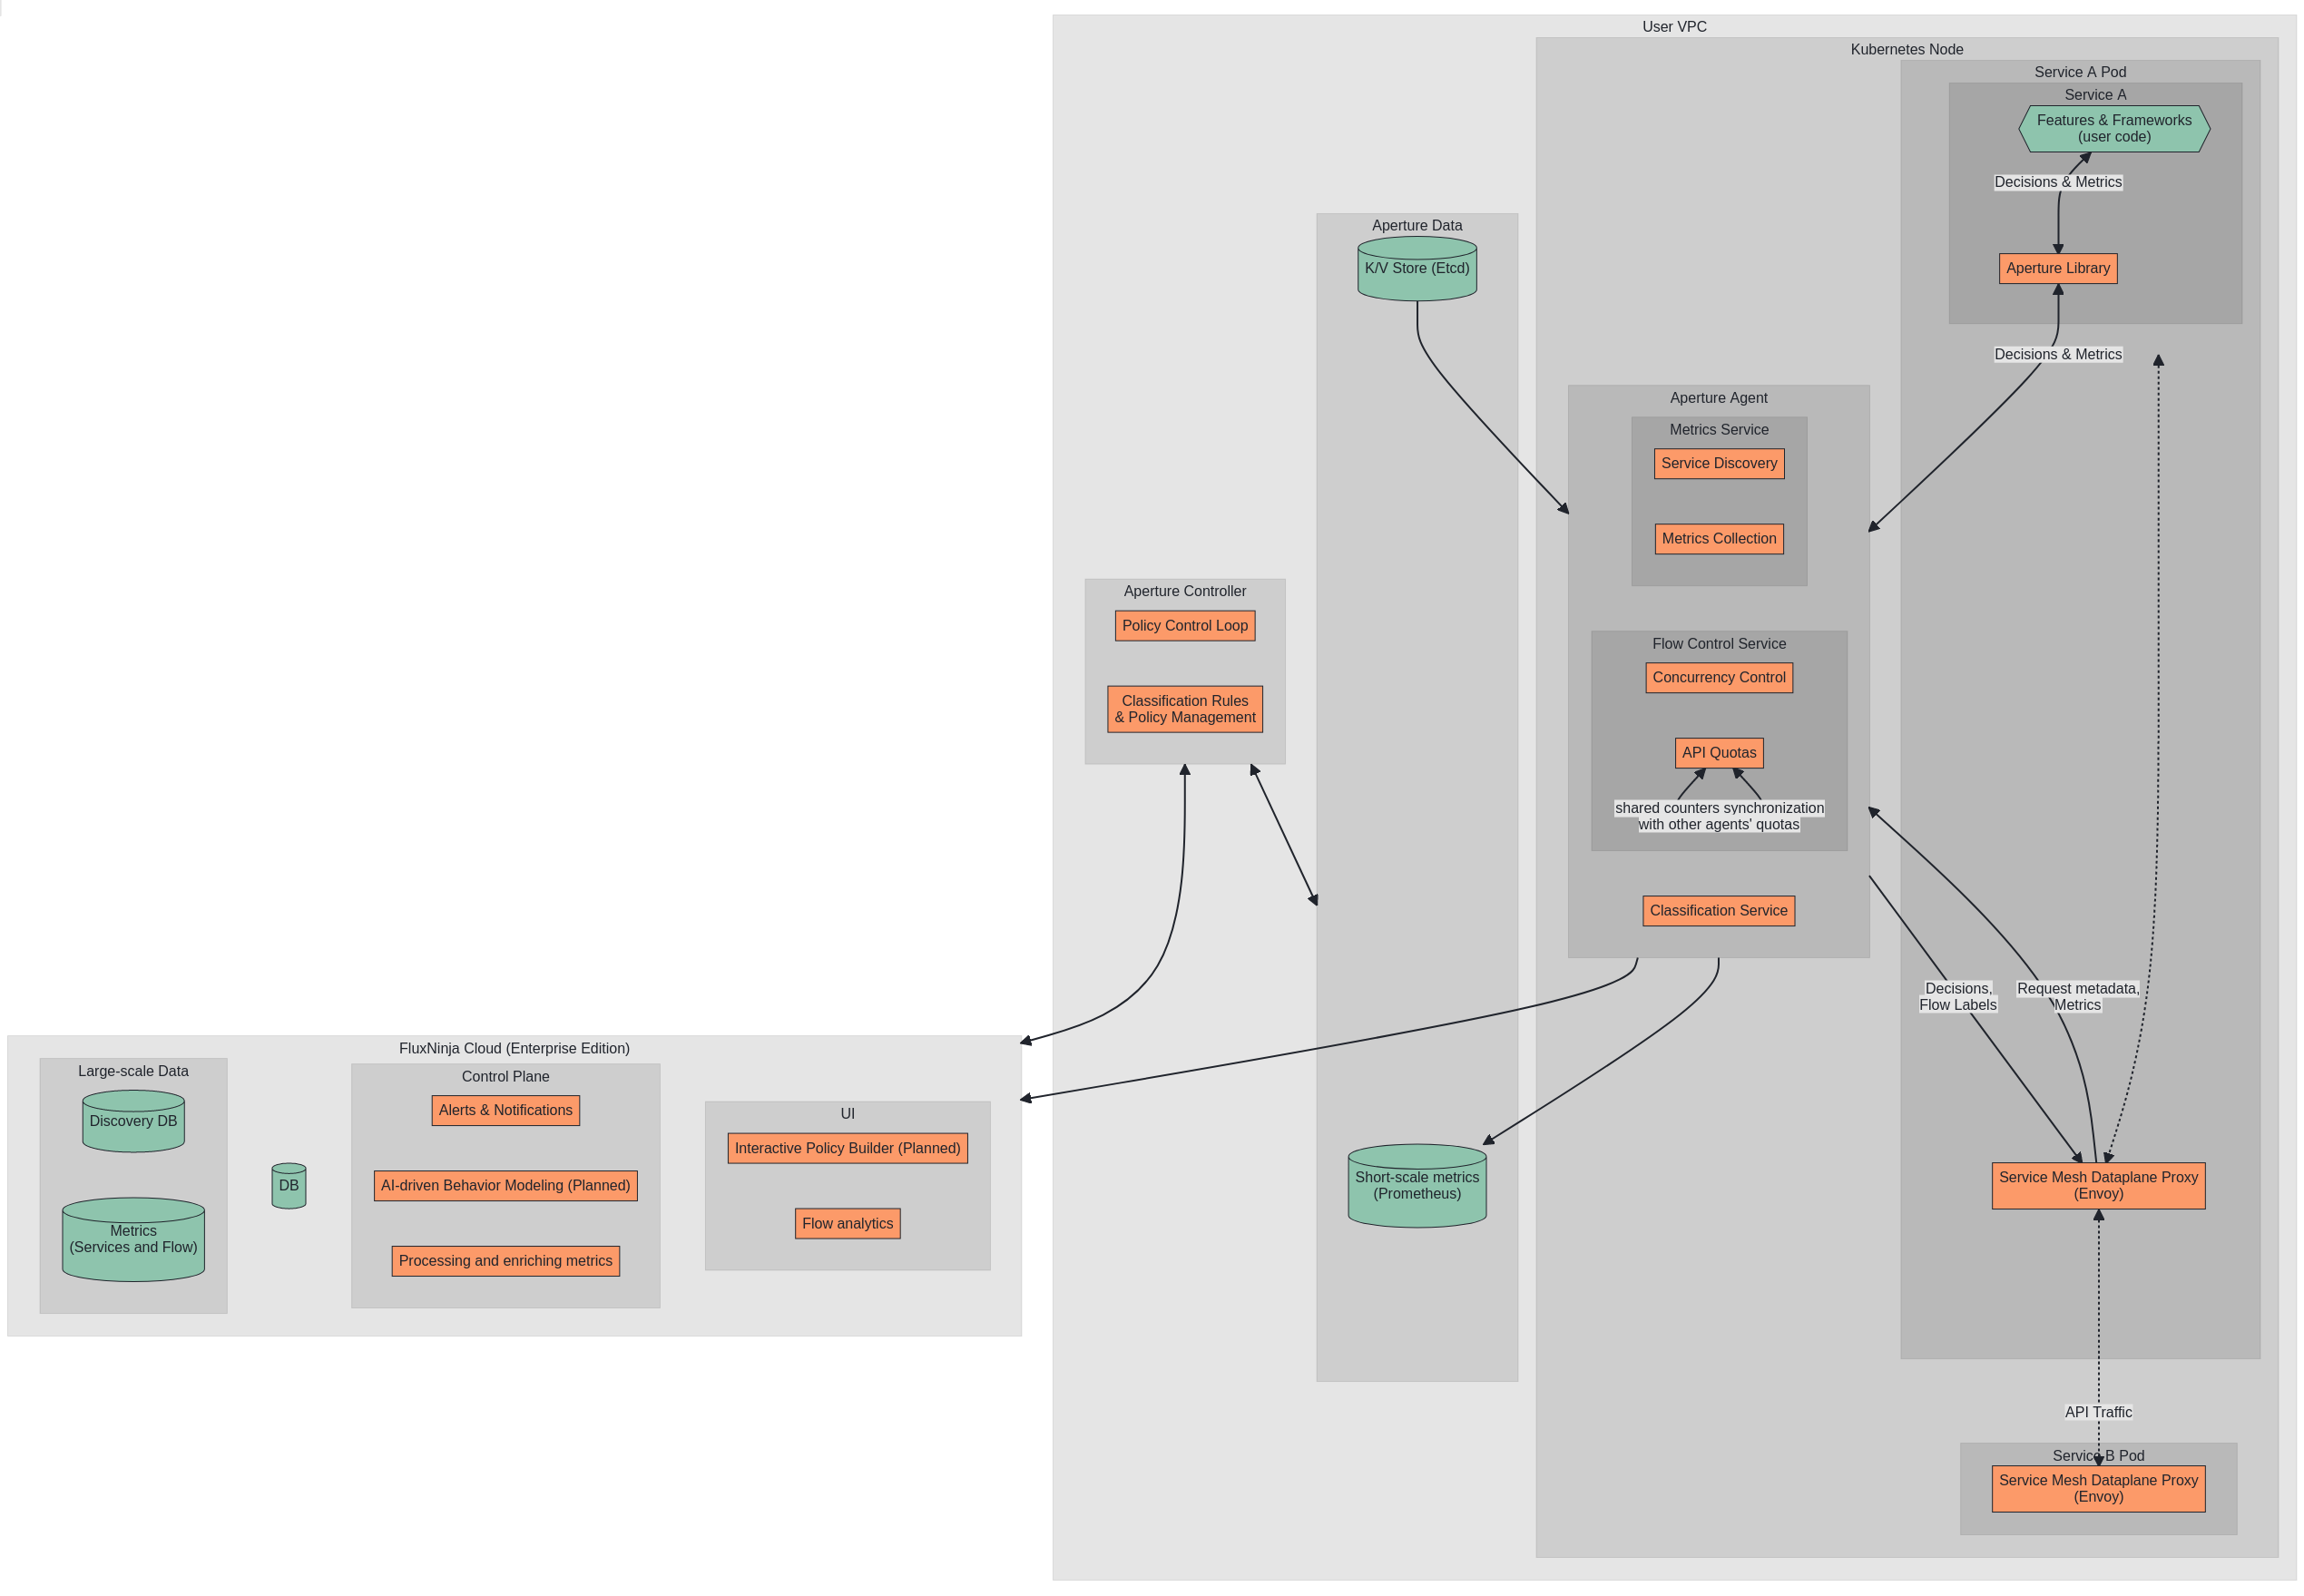 User VPC
Kubernetes Node
Service A Pod
Service A
Features & Frameworks
(user code)
Decisions & Metrics
Aperture Library
Decisions & Metrics
Aperture Data
K/V Store (Etcd)
Aperture Agent
Metrics Service
Service Discovery
Metrics Collection
Flow Control Service
Concurrency Control
API Quotas
shared counters synchronization
with other agents' quotas
Classification Service
Aperture Controller
Policy Control Loop
Classification Rules
& Policy Management
Decisions,
Flow Labels
Request metadata,
Metrics
FluxNinja Cloud (Enterprise Edition)
Large-scale Data
Discovery DB
Metrics
(Services and Flow)
DB
Control Plane
Alerts & Notifications
AI-driven Behavior Modeling (Planned)
Processing and enriching metrics
UI
Interactive Policy Builder (Planned)
Flow analytics
Short-scale metrics
(Prometheus)
Service Mesh Dataplane Proxy
(Envoy)
API Traffic
Service B Pod
Service Mesh Dataplane Proxy
(Envoy)